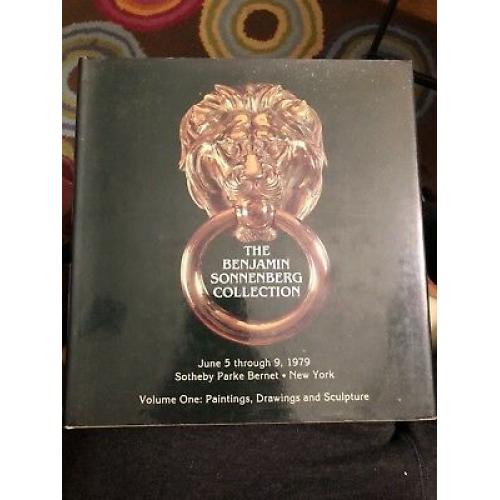 THE
BENJAMIN
SONNENBERG
COLLECTION
June 5 through 9, 1979
Sotheby Parke Bernet • New York
Volume One: Paintings, Drawings and Sculpture